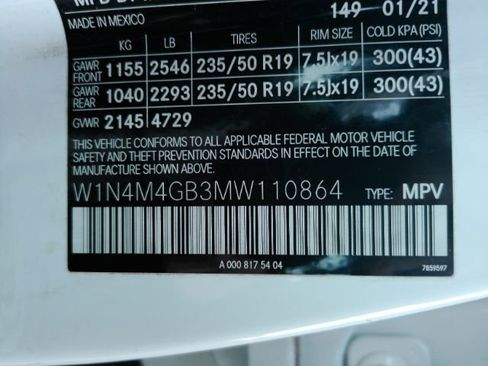 149 01/21
MADE IN MEXICO
KG LB TIRES RIM SIZE COLD KPA (PSI)
GAWR FRONT 1155 2546 235/50 R19 7.5Jx19 300(43)
GAWR REAR 1040 2293 235/50 R19 7.5Jx19 300(43)
GVWR 2145 4729
THIS VEHICLE CONFORMS TO ALL APPLICABLE FEDERAL MOTOR VEHICLE
SAFETY AND THEFT PREVENTION STANDARDS IN EFFECT ON THE DATE OF
MANUFACTURE SHOWN ABOVE.
W1N4M4GB3MW110864 TYPE: MPV
A 000 817 54 04 7859597